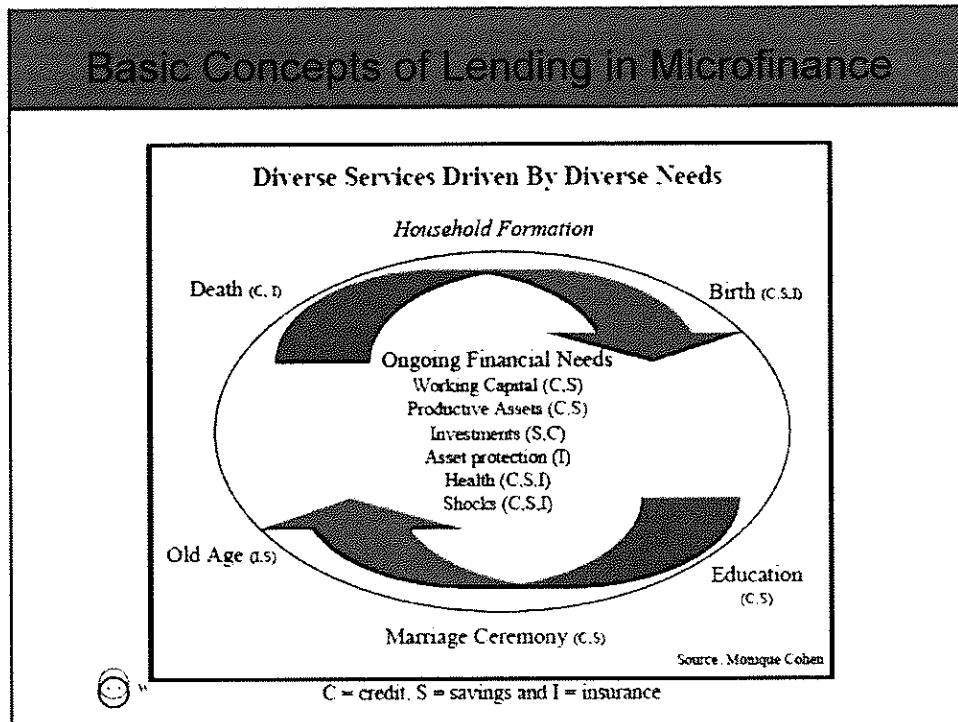 Basic Concepts of Lending in Microfinance
Diverse Services Driven By Diverse Needs
Household Formation
Death (C, I)
Birth (C.S.I)
Ongoing Financial Needs
Working Capital (C,S)
Productive Assets (C,S)
Investments (S,C)
Asset protection (I)
Health (C,S,I)
Shocks (C,S,I)
Old Age (I.S)
Education
(C,S)
Marriage Ceremony (C,S)
Source. Monique Cohen
C = credit. S = savings and I = insurance